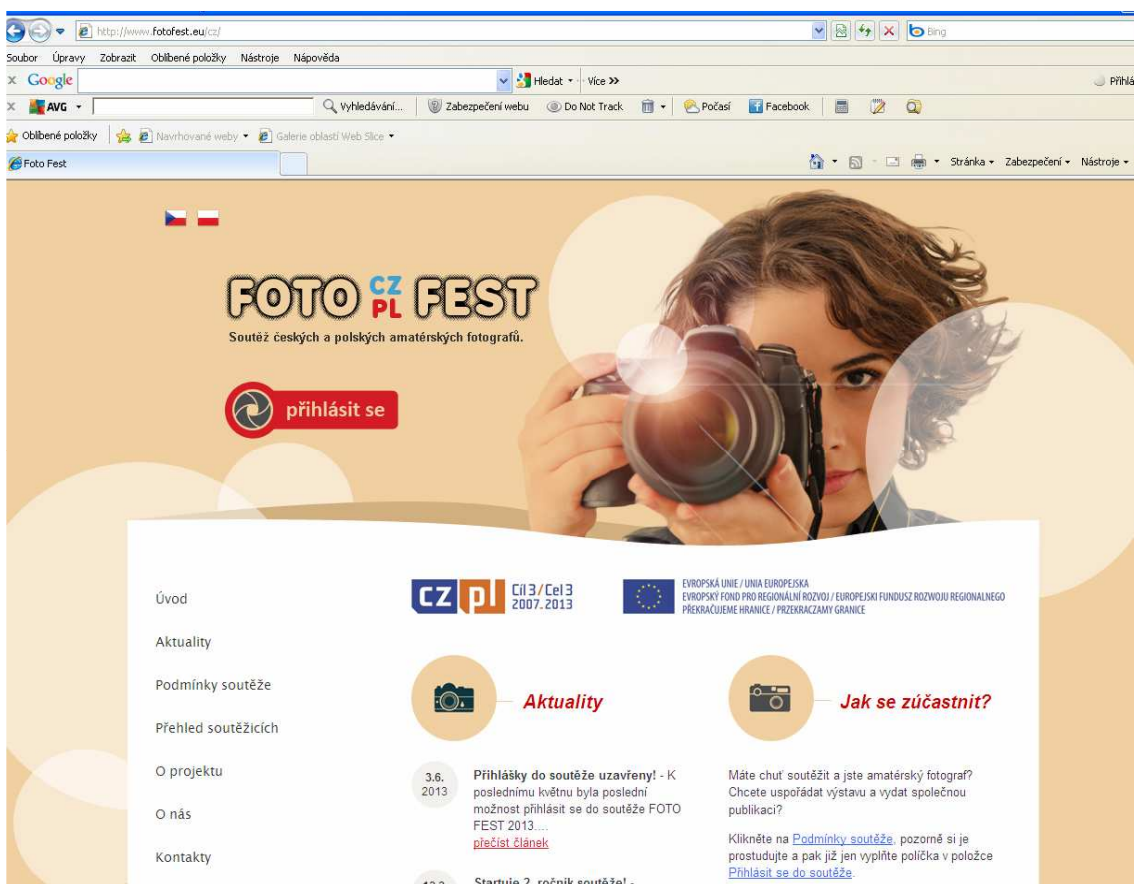 http://www.fotofest.eu/cz/
Bing
Soubor Úpravy Zobrazit Oblíbené položky Nástroje Nápověda
x Google Hledat Více >>
Přihlá
x AVG Vyhledávání... Zabezpečení webu Do Not Track Počasí Facebook
Oblíbené položky Navrhované weby Galerie oblastí Web Slice
Foto Fest
Stránka Zabezpečení Nástroje
FOTO CZ PL FEST
Soutěž českých a polských amatérských fotografů.
přihlásit se
Úvod
Aktuality
Podmínky soutěže
Přehled soutěžicích
O projektu
O nás
Kontakty
cz pl Cíl 3 / Cel 3
2007-2013
EVROPSKÁ UNIE / UNIA EUROPEJSKA
EVROPSKÝ FOND PRO REGIONÁLNÍ ROZVOJ / EUROPEJSKI FUNDUSZ ROZWOJU REGIONALNEGO
PŘEKRAČUJEME HRANICE / PRZEKRACZAMY GRANICE
Aktuality
3.6.
2013
Přihlášky do soutěže uzavřeny! - K
poslednímu květnu byla poslední
možnost přihlásit se do soutěže FOTO
FEST 2013....
přečíst článek
Startuje 2. ročník soutěže! -
Jak se zúčastnit?
Máte chuť soutěžit a jste amatérský fotograf?
Chcete uspořádat výstavu a vydat společnou
publikaci?
Klikněte na Podmínky soutěže, pozorně si je
prostudujte a pak již jen vyplňte políčka v položce
Přihlásit se do soutěže.